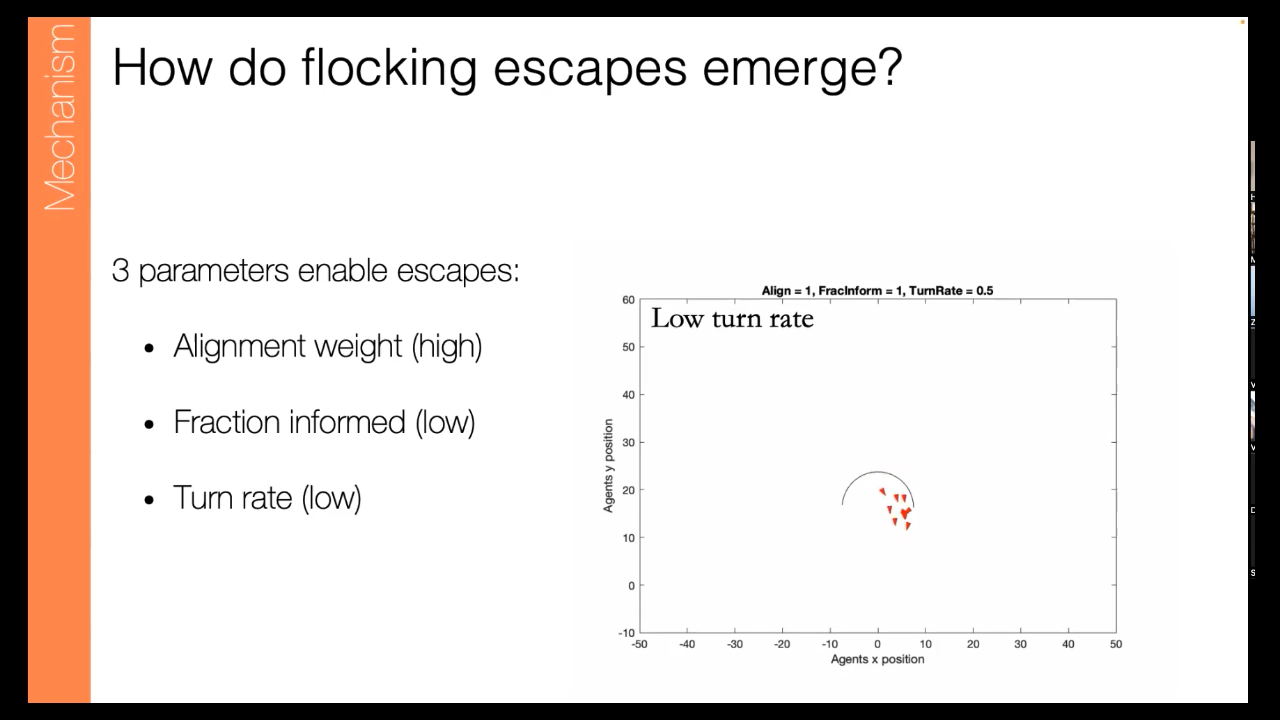 Mechanism
How do flocking escapes emerge?
3 parameters enable escapes:
• Alignment weight (high)
• Fraction informed (low)
• Turn rate (low)
Align = 1, FracInform = 1, TurnRate = 0.5
Low turn rate
60
50
40
30
20
10
0
-10
Agents y position
-50 -40 -30 -20 -10 0 10 20 30 40 50
Agents x position